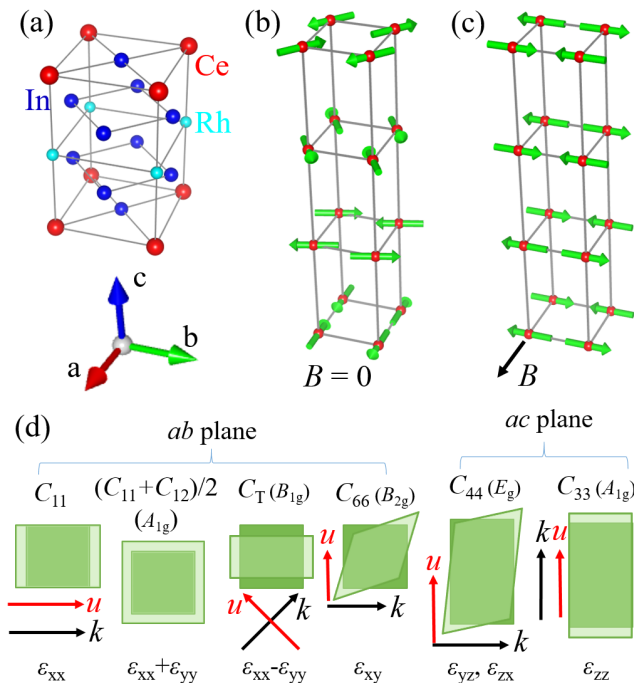 (a)
Ce
In
Rh
c
b
a
(b)
B = 0
(c)
B
(d)
ab plane
ac plane
C11
(C11+C12)/2
(A1g)
CT (B1g)
C66 (B2g)
C44 (Eg)
C33 (A1g)
u
k
u
k
u
k
u
k
k
u
εxx
εxx+εyy
εxx-εyy
εxy
εyz, εzx
εzz